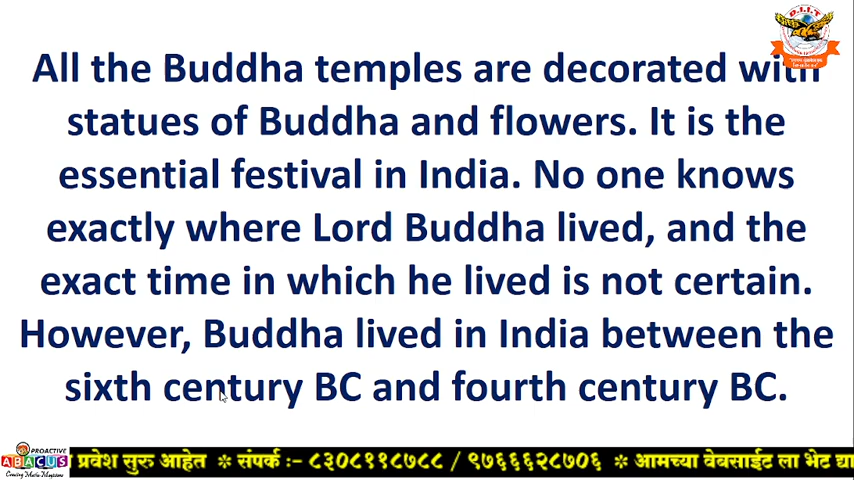 All the Buddha temples are decorated with
statues of Buddha and flowers. It is the
essential festival in India. No one knows
exactly where Lord Buddha lived, and the
exact time in which he lived is not certain.
However, Buddha lived in India between the
sixth century BC and fourth century BC.
D.I.I.T
PROACTIVE
ABACUS
प्रवेश सुरु आहेत * संपर्क :- ८३०८११८७८८ / ९७६६६२८७०६ * आमच्या वेबसाईट ला भेट द्या